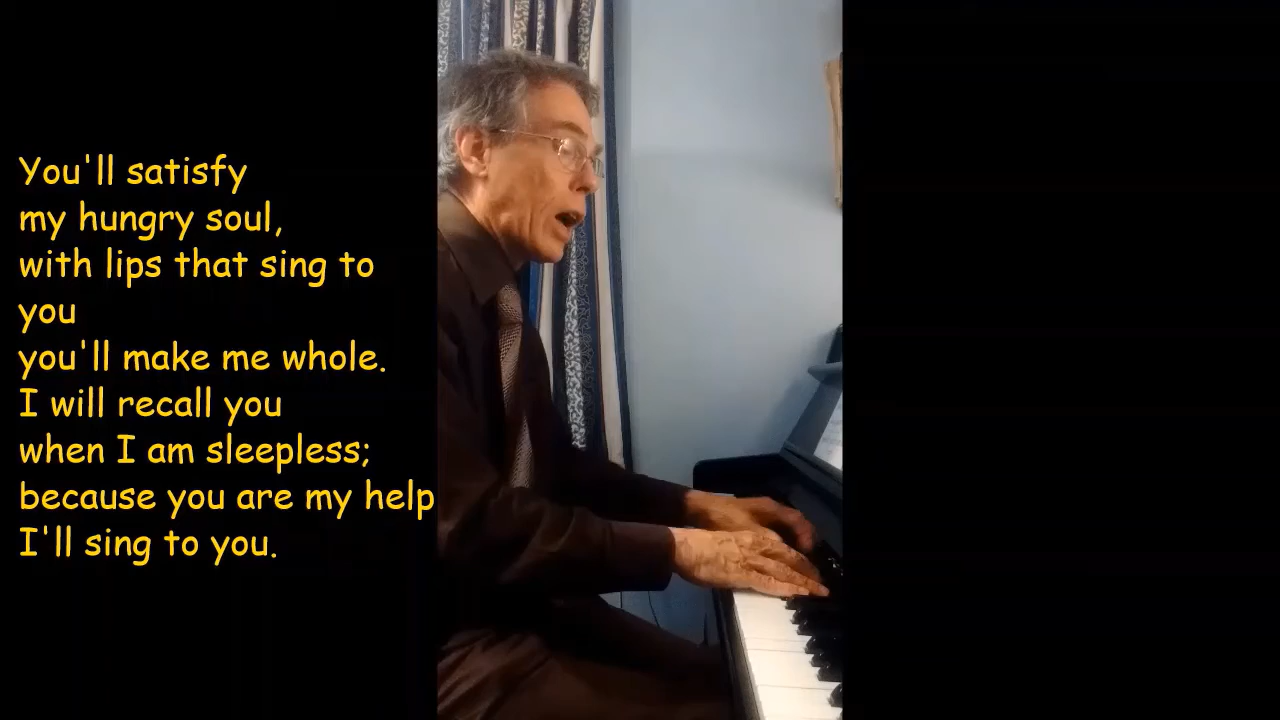 You'll satisfy
my hungry soul,
with lips that sing to
you
you'll make me whole.
I will recall you
when I am sleepless;
because you are my help
I'll sing to you.